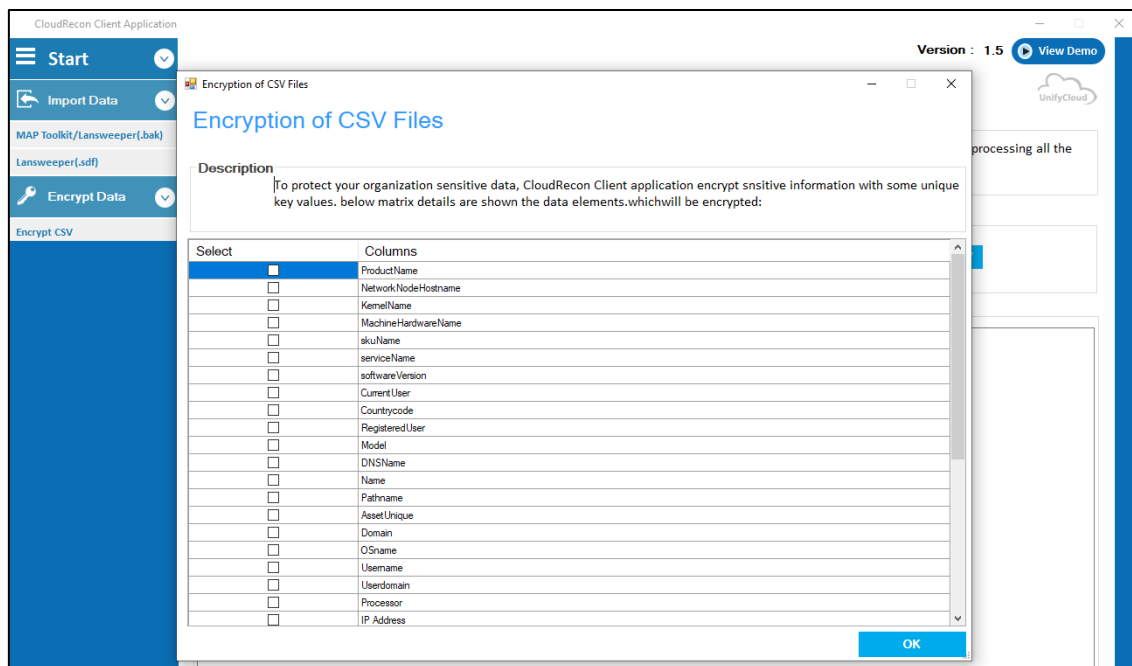 CloudRecon Client Application
Start
Version : 1.5
View Demo
UnifyCloud
Import Data
MAP Toolkit/Lansweeper(.bak)
Lansweeper(.sdf)
Encrypt Data
Encrypt CSV
processing all the
Encryption of CSV Files
Encryption of CSV Files
Description
To protect your organization sensitive data, CloudRecon Client application encrypt snsitive information with some unique
key values. below matrix details are shown the data elements.whichwill be encrypted:
Select Columns
ProductName
NetworkNodeHostname
KernelName
MachineHardwareName
skuName
serviceName
softwareVersion
CurrentUser
Countrycode
RegisteredUser
Model
DNSName
Name
Pathname
AssetUnique
Domain
OSname
Username
Userdomain
Processor
IP Address
OK